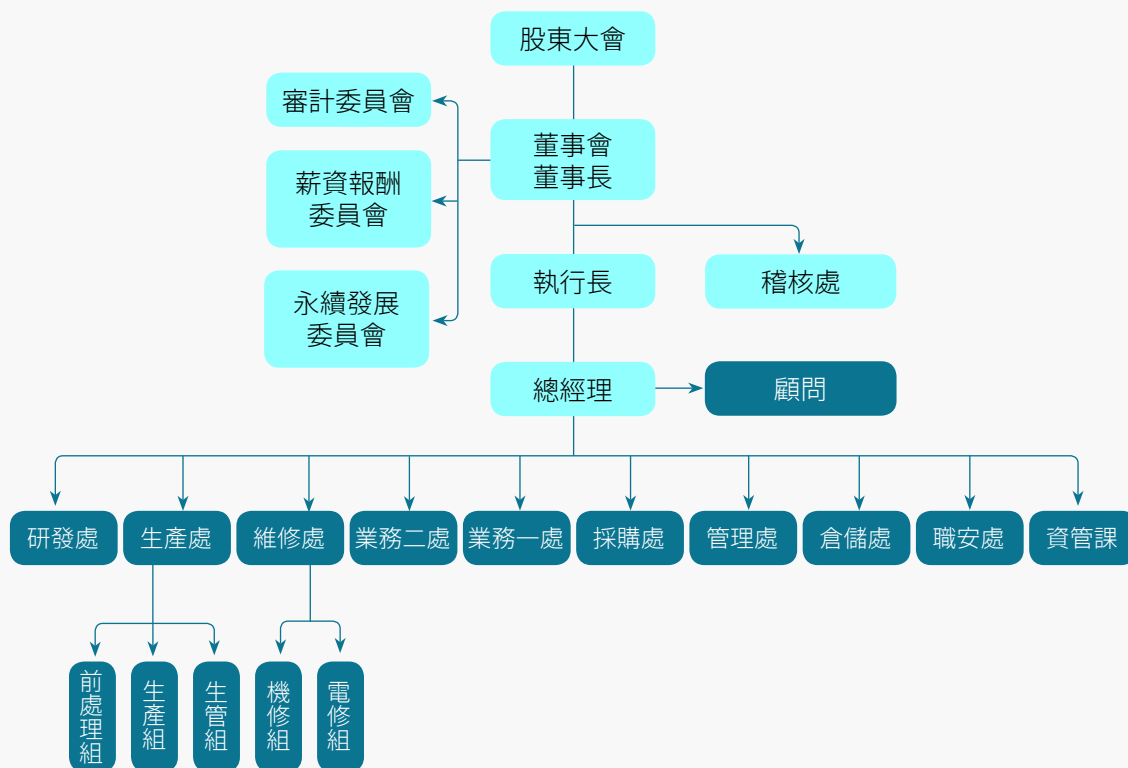 股東大會
審計委員會
董事會
董事長
薪資報酬
委員會
執行長
稽核處
永續發展
委員會
總經理
顧問
研發處
生產處
維修處
業務二處
業務一處
採購處
管理處
倉儲處
職安處
資管課
前處理組
生產組
生管組
機修組
電修組